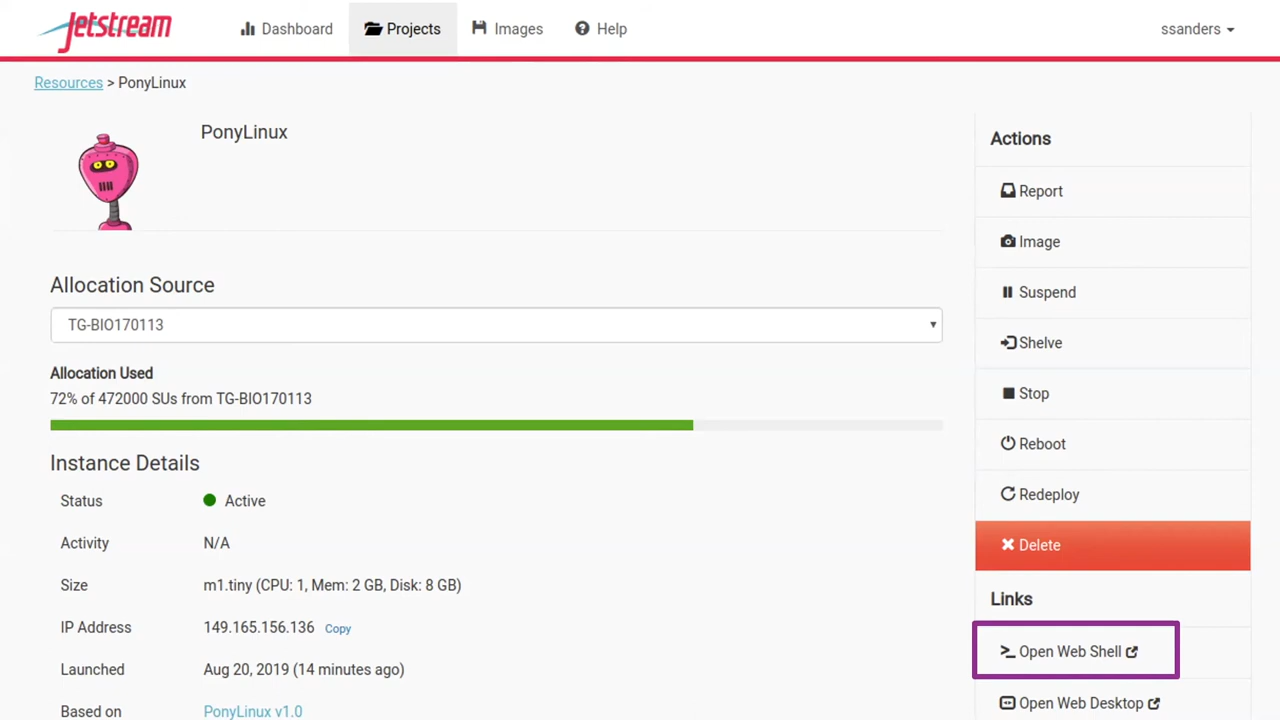 Jetstream Dashboard Projects Images Help ssanders
Resources > PonyLinux
PonyLinux
Allocation Source
TG-BIO170113
Allocation Used
72% of 472000 SUs from TG-BIO170113
Instance Details
Status Active
Activity N/A
Size m1.tiny (CPU: 1, Mem: 2 GB, Disk: 8 GB)
IP Address 149.165.156.136 Copy
Launched Aug 20, 2019 (14 minutes ago)
Based on PonyLinux v1.0
Actions
Report
Image
Suspend
Shelve
Stop
Reboot
Redeploy
Delete
Links
Open Web Shell
Open Web Desktop